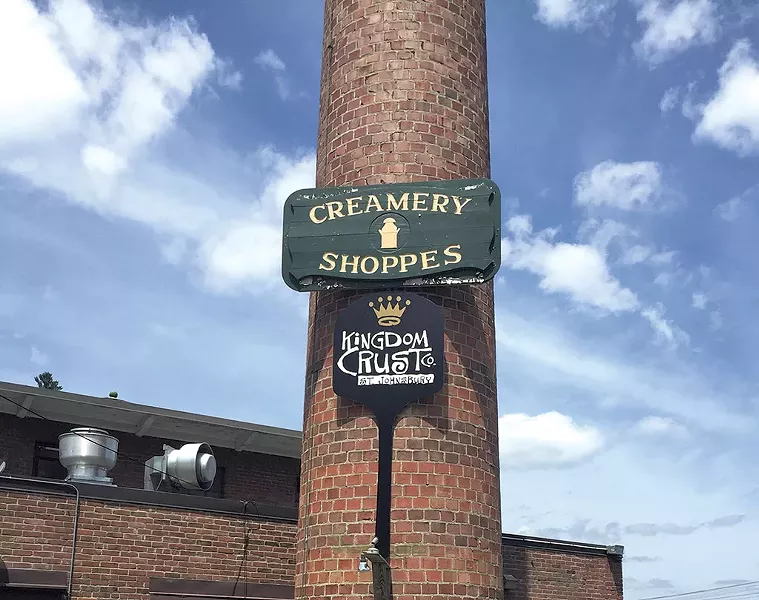 CREAMERY
SHOPPES
KINGDOM
CRUST CO.
ST. JOHNSBURY